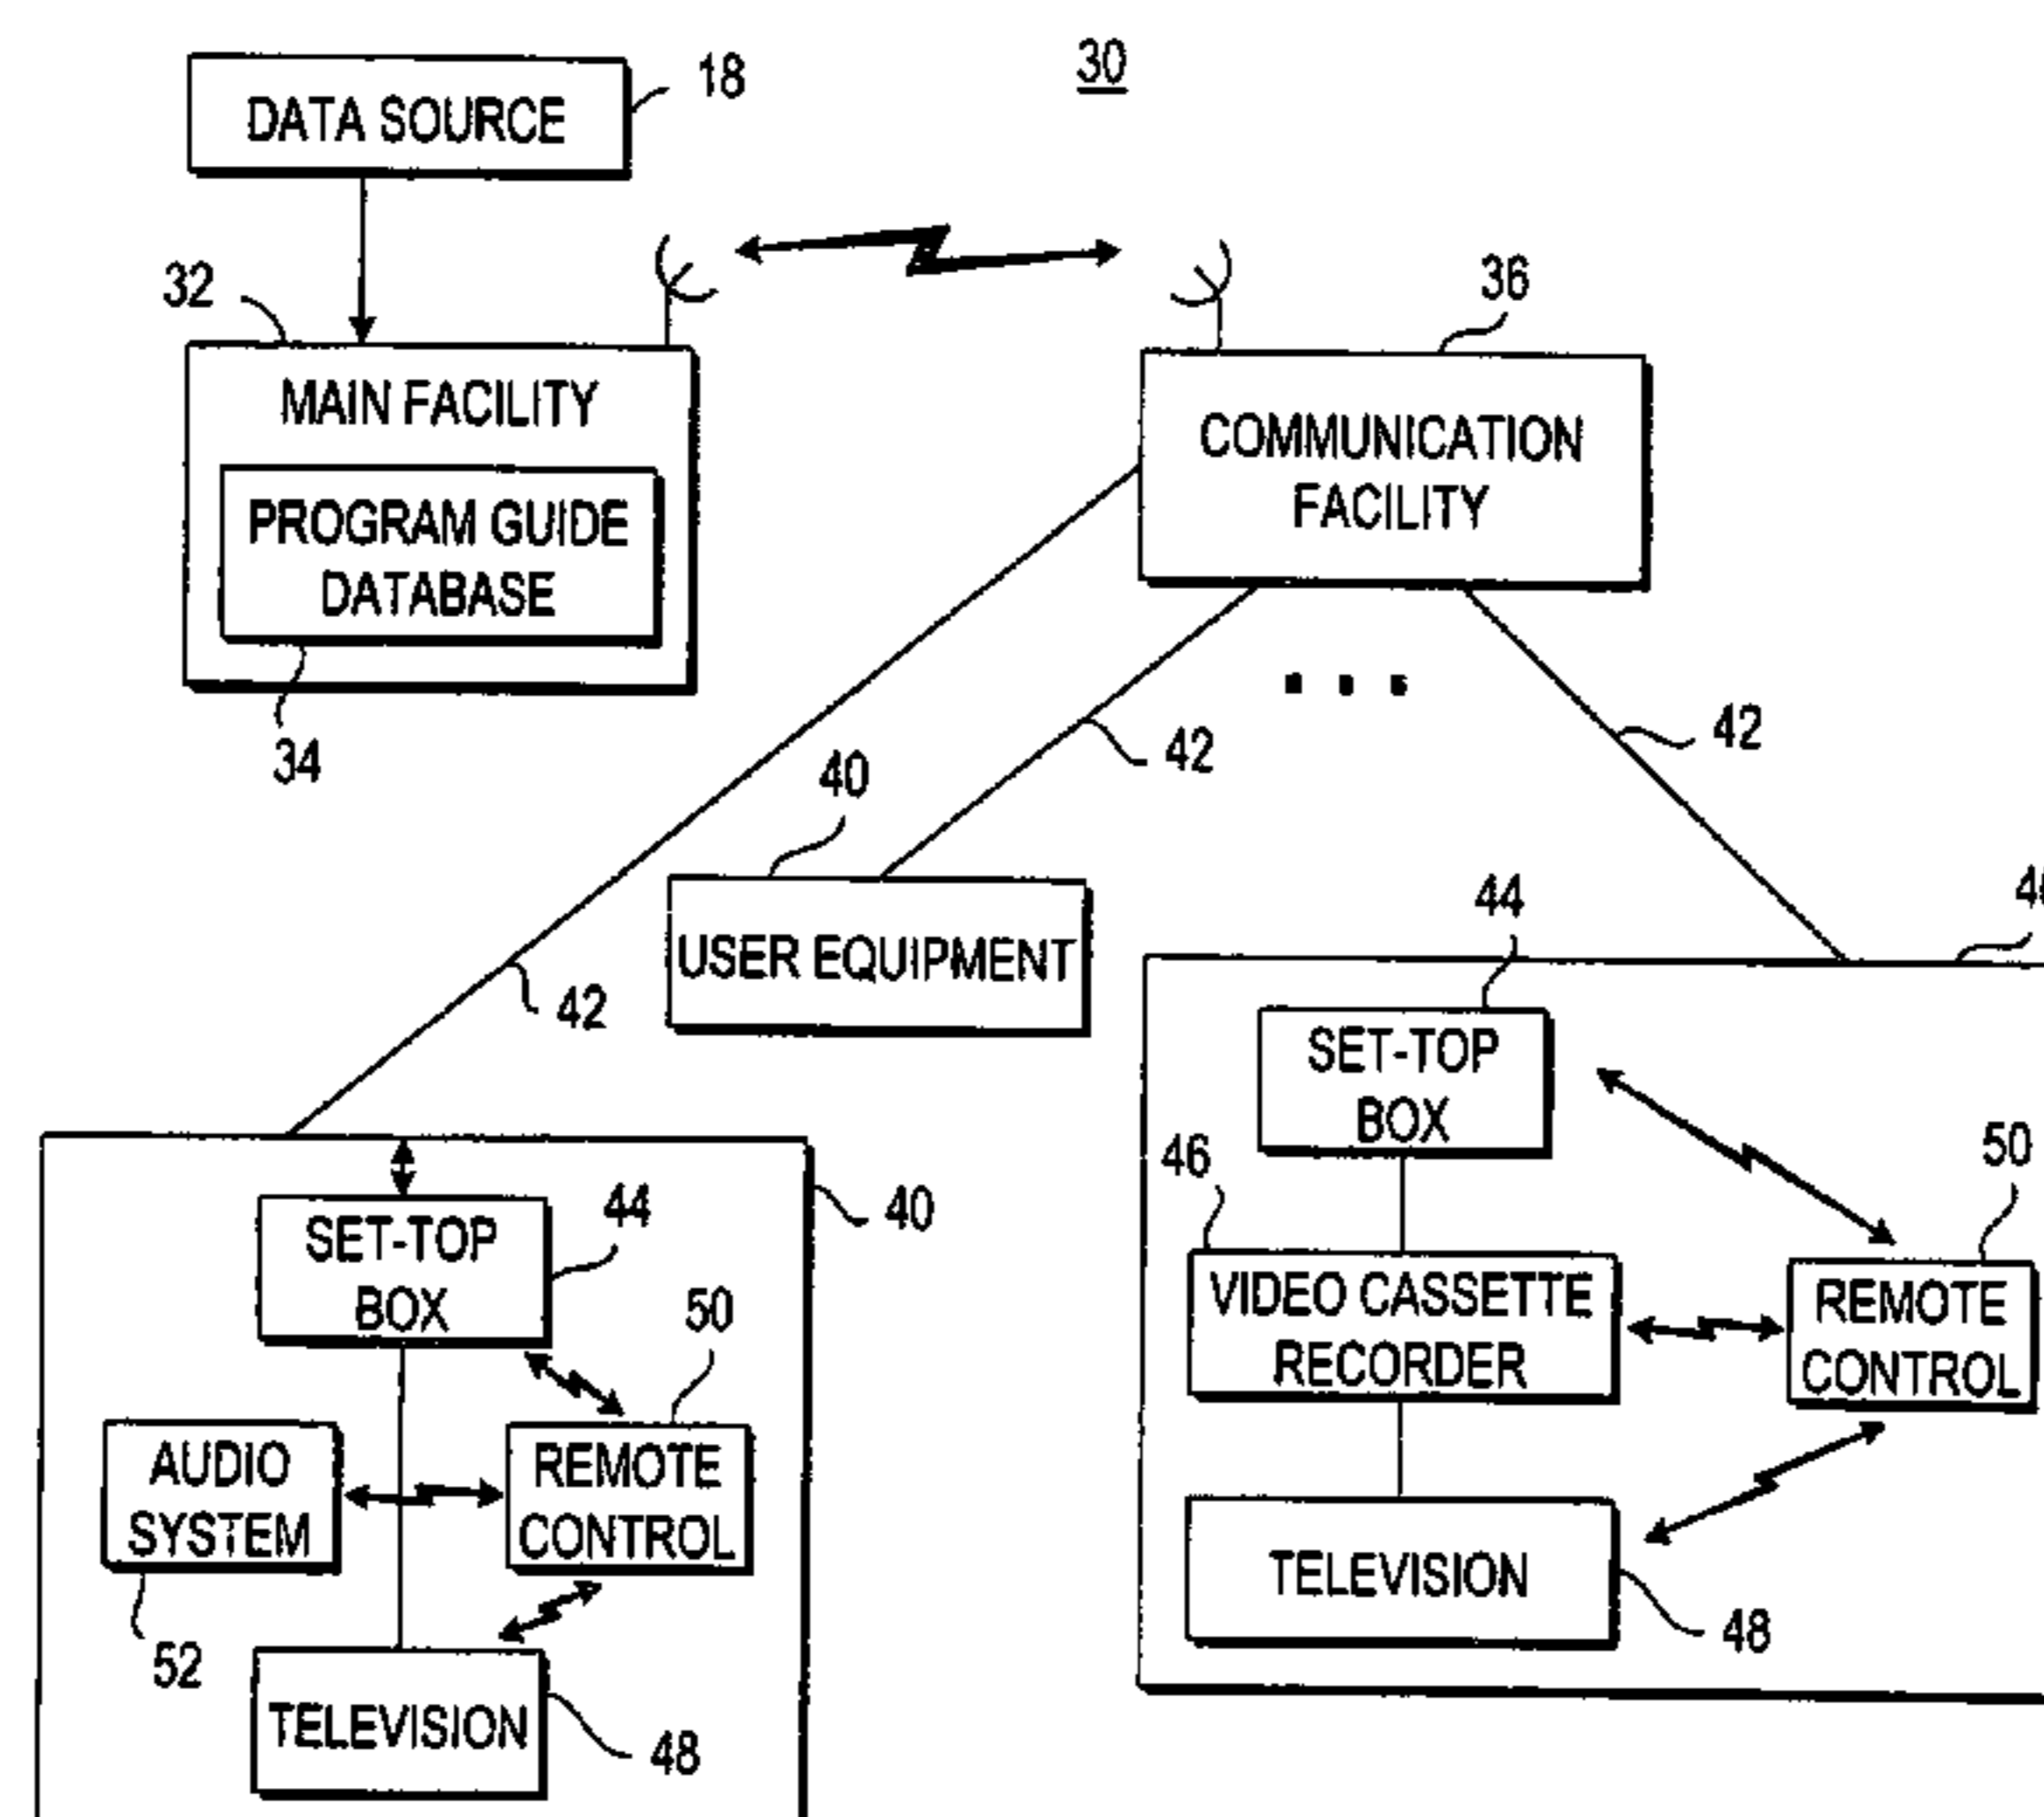 DATA SOURCE
18
30
32
MAIN FACILITY
PROGRAM GUIDE
DATABASE
34
36
COMMUNICATION
FACILITY
42
42
42
40
USER EQUIPMENT
40
SET-TOP
BOX
44
50
AUDIO
SYSTEM
REMOTE
CONTROL
52
TELEVISION
48
44
SET-TOP
BOX
46
VIDEO CASSETTE
RECORDER
50
REMOTE
CONTROL
TELEVISION
48